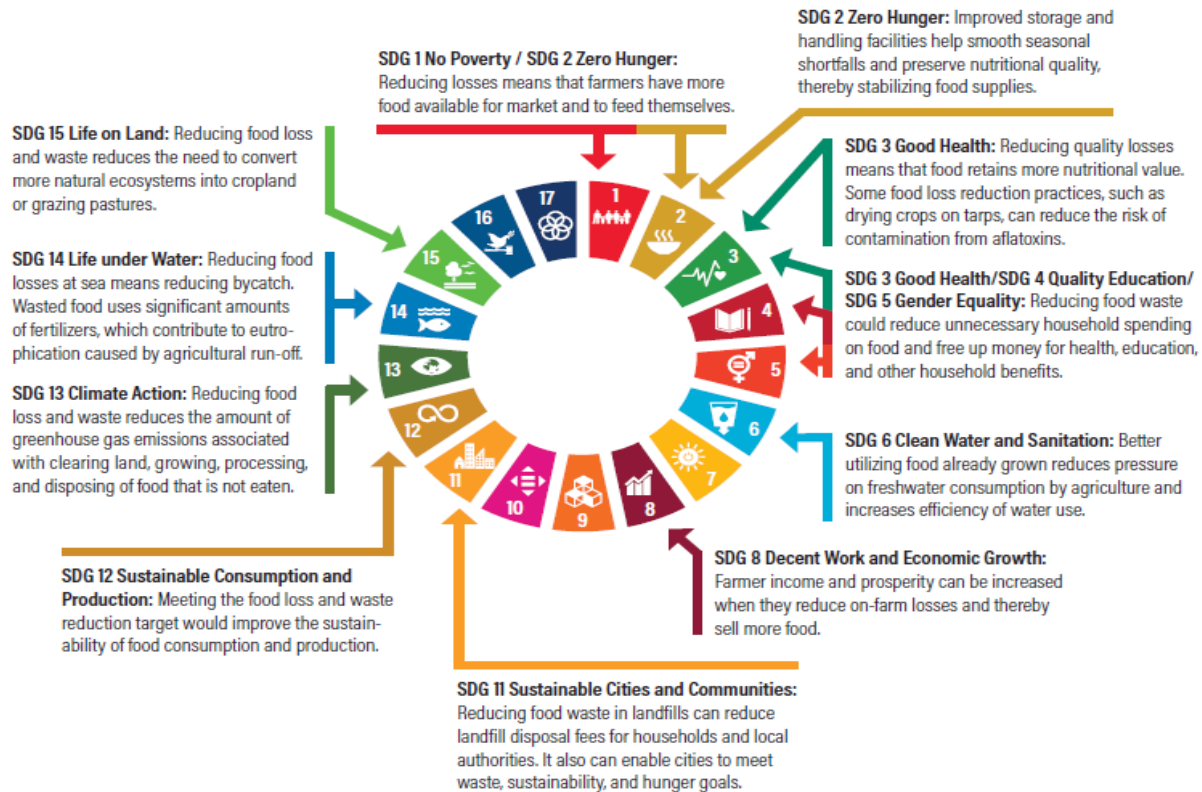 SDG 1 No Poverty / SDG 2 Zero Hunger:
Reducing losses means that farmers have more
food available for market and to feed themselves.
SDG 2 Zero Hunger: Improved storage and
handling facilities help smooth seasonal
shortfalls and preserve nutritional quality,
thereby stabilizing food supplies.
SDG 15 Life on Land: Reducing food loss
and waste reduces the need to convert
more natural ecosystems into cropland
or grazing pastures.
SDG 3 Good Health: Reducing quality losses
means that food retains more nutritional value.
Some food loss reduction practices, such as
drying crops on tarps, can reduce the risk of
contamination from aflatoxins.
SDG 14 Life under Water: Reducing food
losses at sea means reducing bycatch.
Wasted food uses significant amounts
of fertilizers, which contribute to eutro-
phication caused by agricultural run-off.
SDG 3 Good Health/SDG 4 Quality Education/
SDG 5 Gender Equality: Reducing food waste
could reduce unnecessary household spending
on food and free up money for health, education,
and other household benefits.
SDG 13 Climate Action: Reducing food
loss and waste reduces the amount of
greenhouse gas emissions associated
with clearing land, growing, processing,
and disposing of food that is not eaten.
SDG 6 Clean Water and Sanitation: Better
utilizing food already grown reduces pressure
on freshwater consumption by agriculture and
increases efficiency of water use.
1
2
3
4
5
6
7
8
9
10
11
12
13
14
15
16
17
SDG 12 Sustainable Consumption and
Production: Meeting the food loss and waste
reduction target would improve the sustain-
ability of food consumption and production.
SDG 8 Decent Work and Economic Growth:
Farmer income and prosperity can be increased
when they reduce on-farm losses and thereby
sell more food.
SDG 11 Sustainable Cities and Communities:
Reducing food waste in landfills can reduce
landfill disposal fees for households and local
authorities. It also can enable cities to meet
waste, sustainability, and hunger goals.